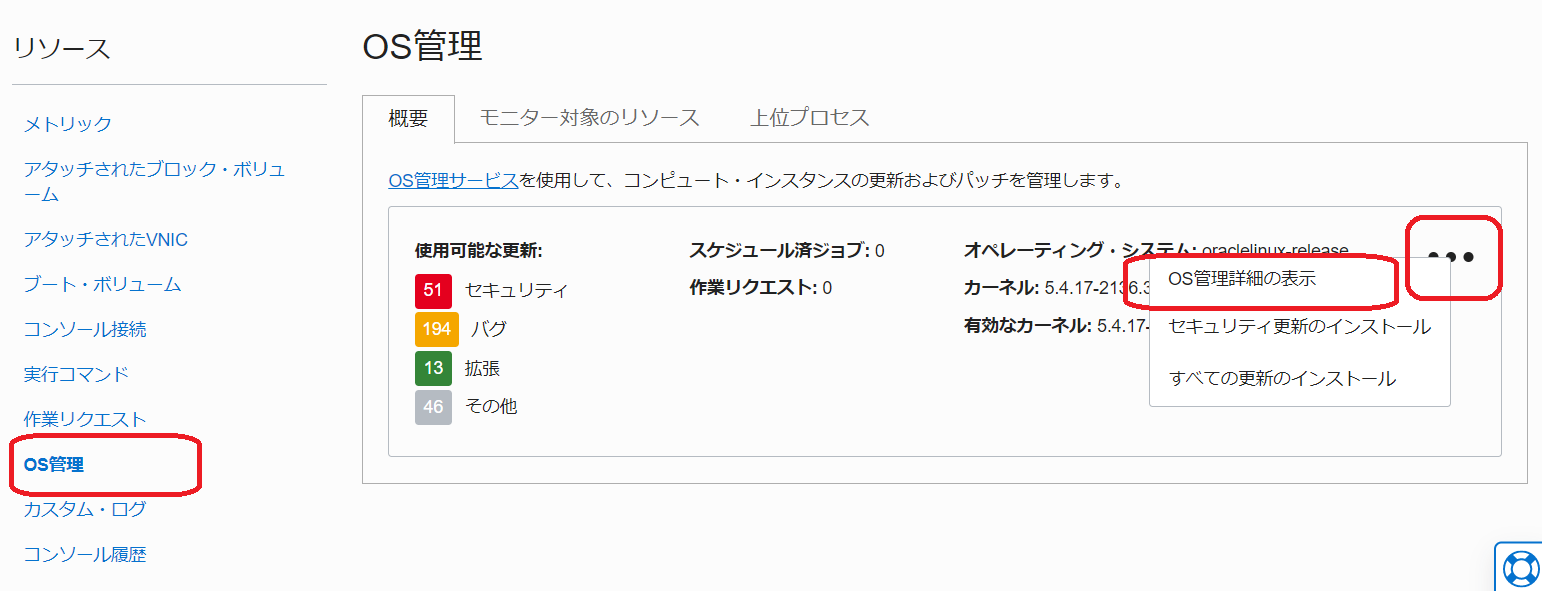 リソース
メトリック
アタッチされたブロック・ボリュ
ーム
アタッチされたVNIC
ブート・ボリューム
コンソール接続
実行コマンド
作業リクエスト
OS管理
カスタム・ログ
コンソール履歴
OS管理
概要
モニター対象のリソース
上位プロセス
OS管理サービスを使用して、コンピュート・インスタンスの更新およびパッチを管理します。
使用可能な更新:
51 セキュリティ
194 バグ
13 拡張
46 その他
スケジュール済ジョブ: 0
作業リクエスト: 0
オペレーティング・システム: oraclelinux-release
カーネル: 5.4.17-2136.3
有効なカーネル: 5.4.17-
OS管理詳細の表示
セキュリティ更新のインストール
すべての更新のインストール